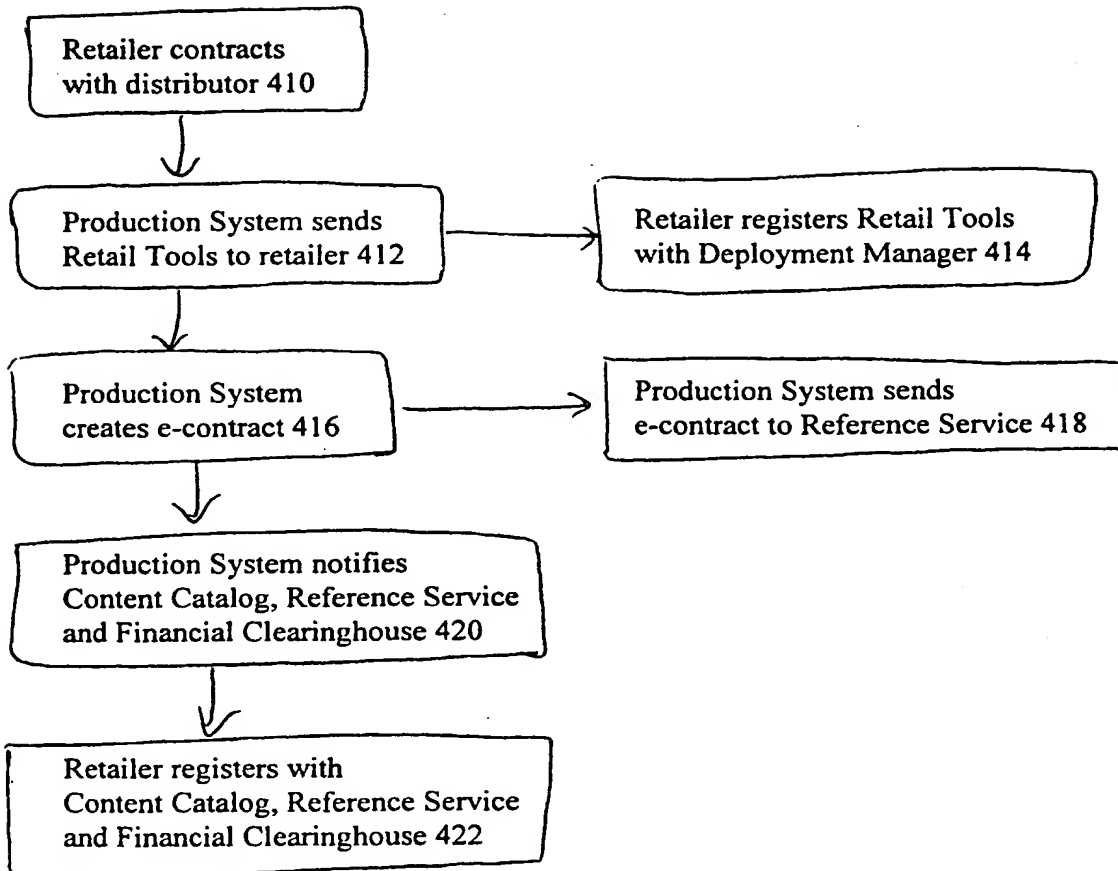 Retailer contracts
with distributor 410
Production System sends
Retail Tools to retailer 412
Retailer registers Retail Tools
with Deployment Manager 414
Production System
creates e-contract 416
Production System sends
e-contract to Reference Service 418
Production System notifies
Content Catalog, Reference Service
and Financial Clearinghouse 420
Retailer registers with
Content Catalog, Reference Service
and Financial Clearinghouse 422